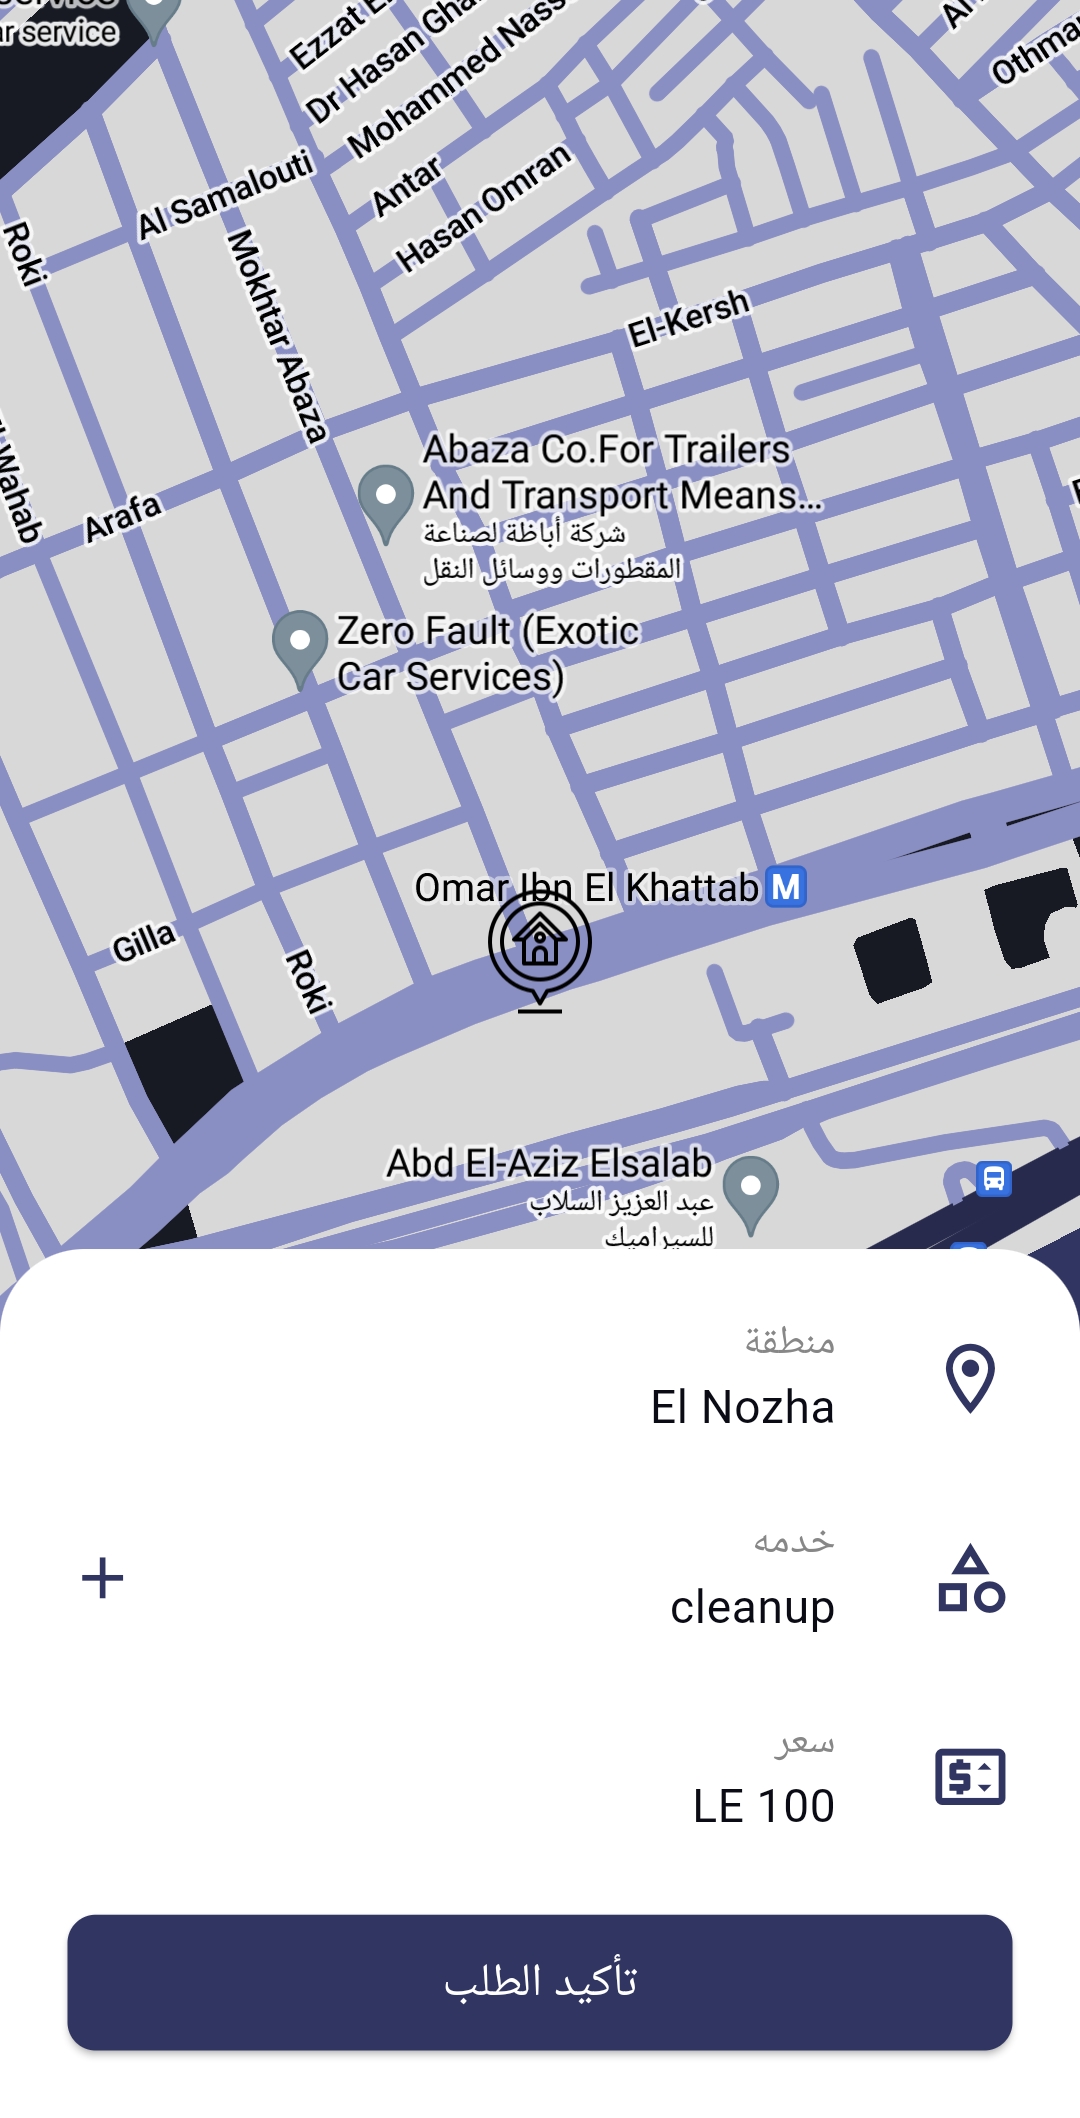 ar service
Ezzat E
Dr Hasan Gha
Mohammed Nass
Othma
Antar
Hasan Omran
Al Samalouti
Roki
Mokhtar Abaza
El-Kersh
Wahab
Arafa
Abaza Co.For Trailers
And Transport Means...
شركة أباظة لصناعة
المقطورات ووسائل النقل
Zero Fault (Exotic
Car Services)
Omar Ibn El Khattab M
Gilla
Roki
Abd El-Aziz Elsalab
عبد العزيز السلاب
للسيراميك
منطقة
El Nozha
خدمه
cleanup
سعر
LE 100
تأكيد الطلب